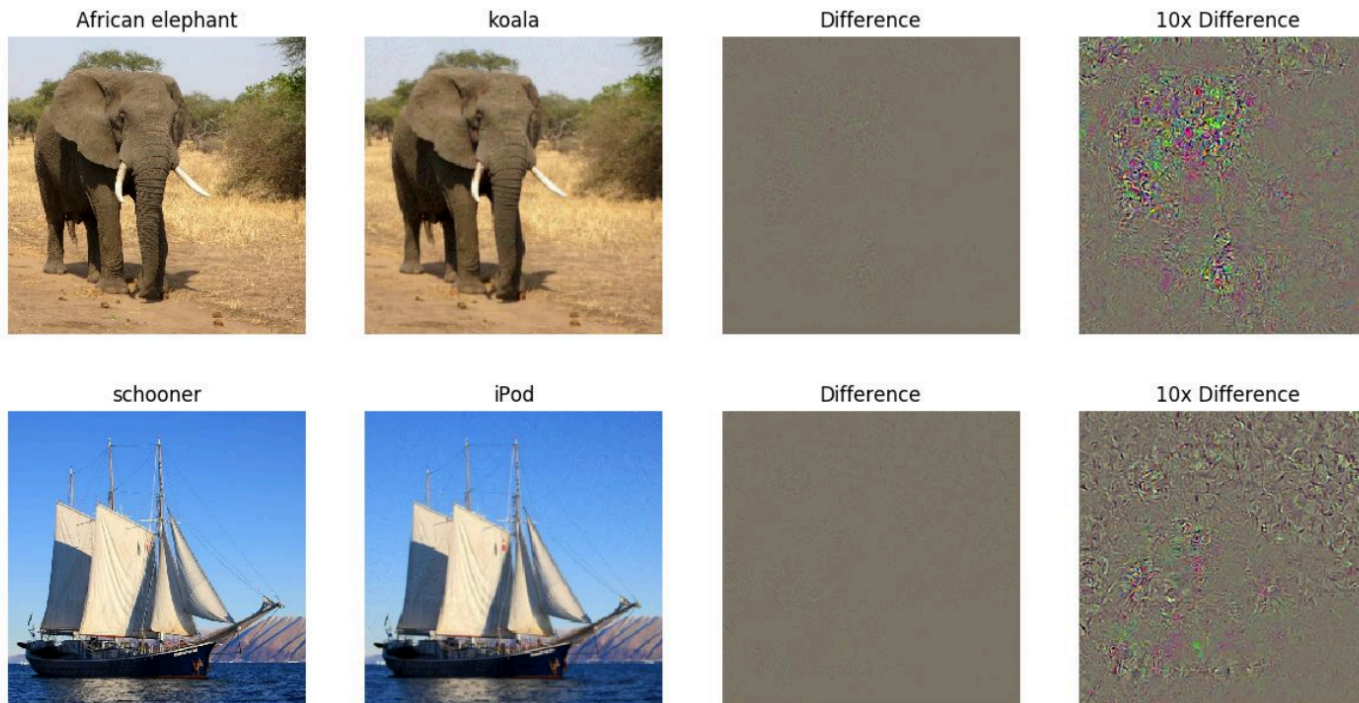 African elephant
koala
Difference
10x Difference
schooner
iPod
Difference
10x Difference